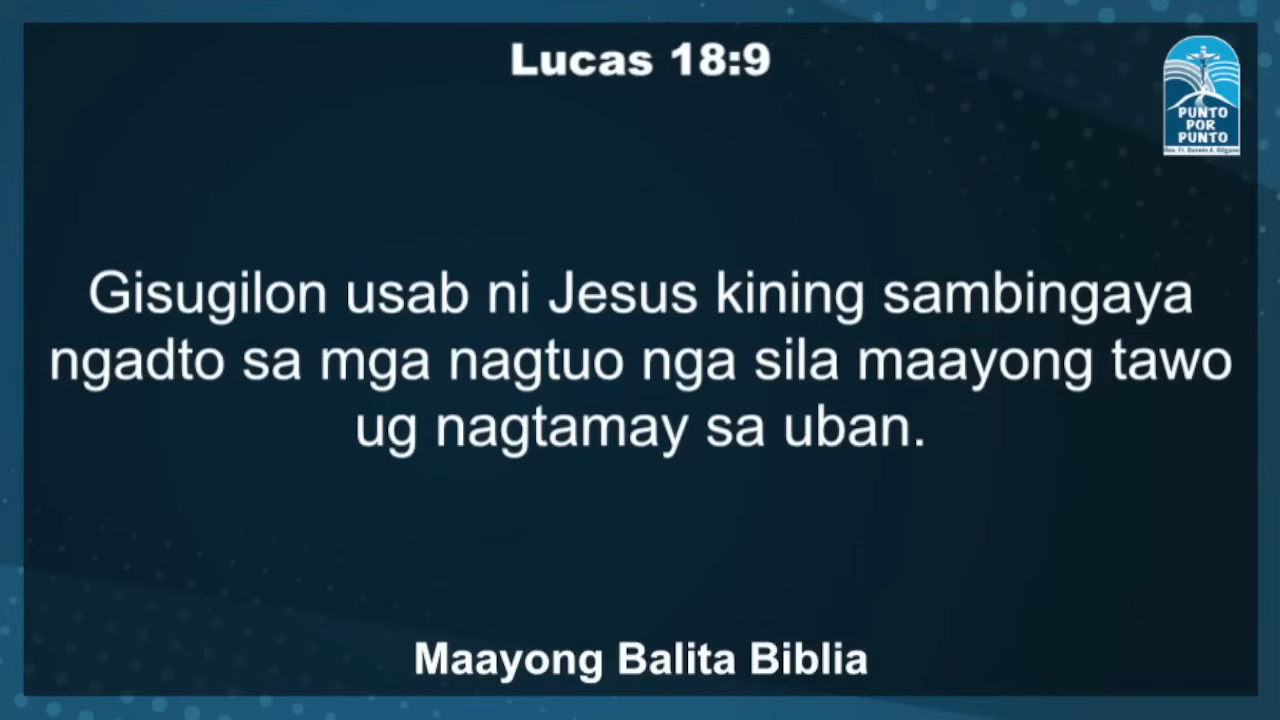 Lucas 18:9
PUNTO
POR
PUNTO
Gisugilon usab ni Jesus kining sambingaya
ngadto sa mga nagtuo nga sila maayong tawo
ug nagtamay sa uban.
Maayong Balita Biblia